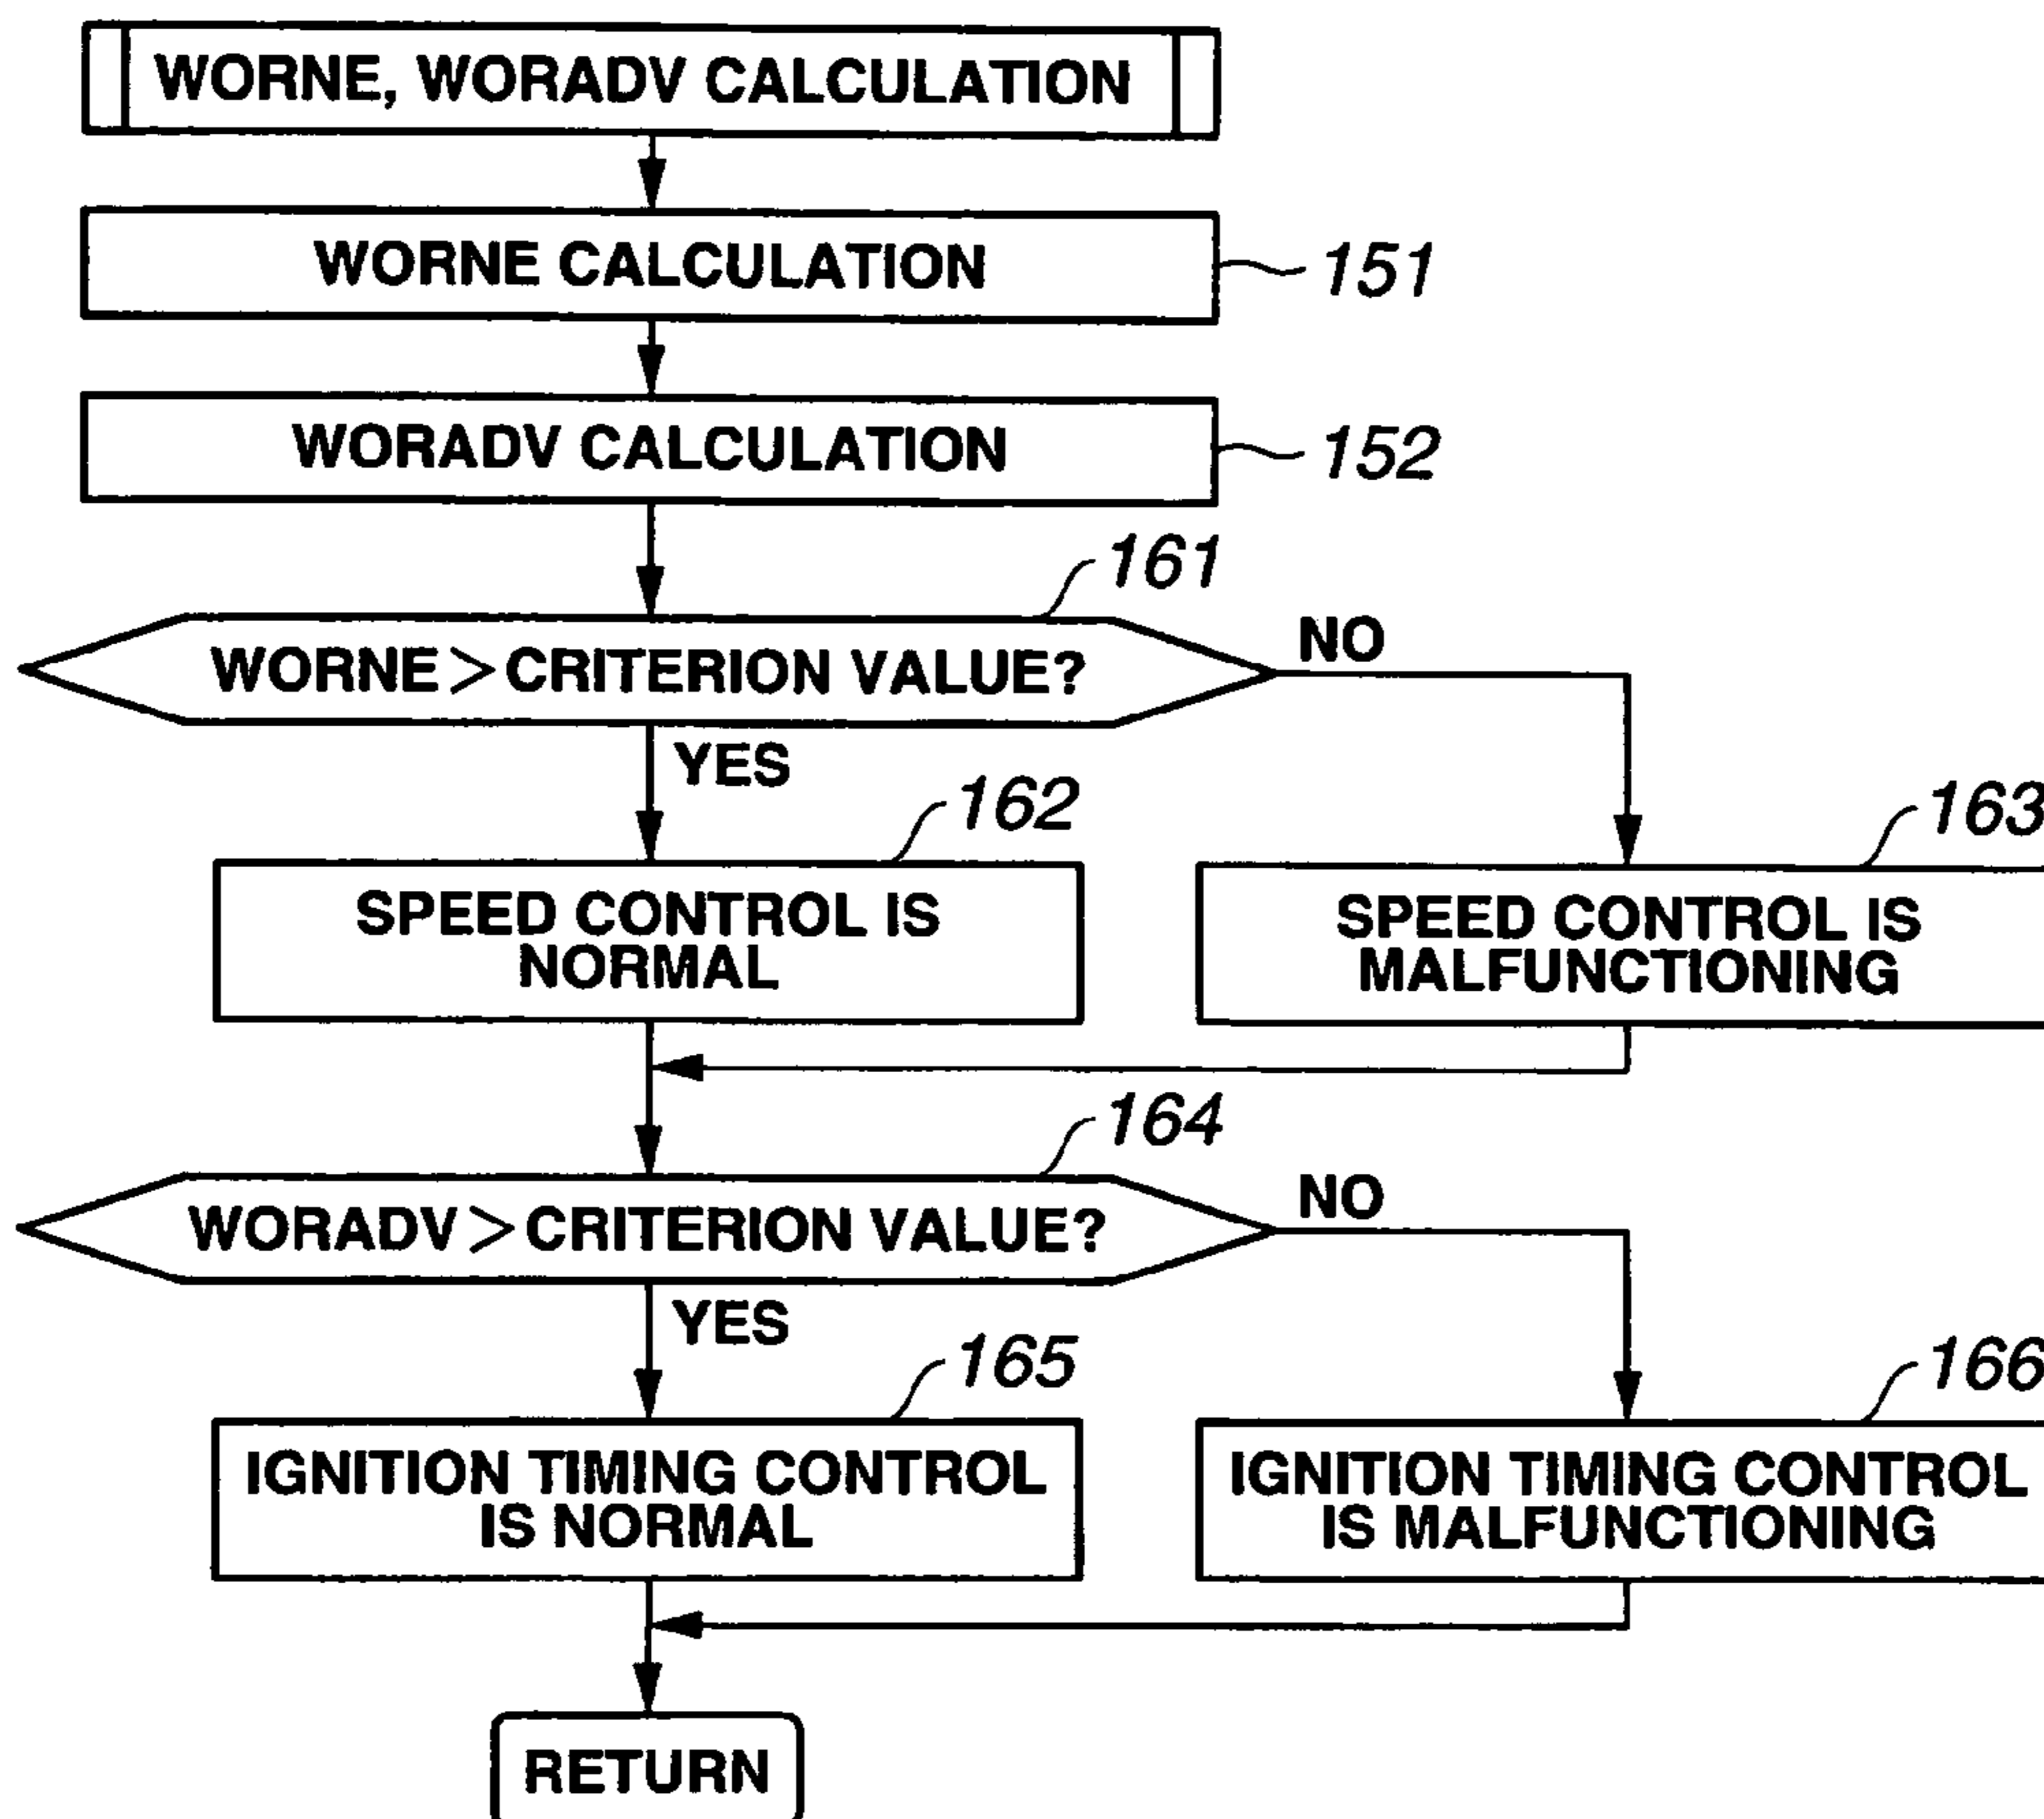 WORNE, WORADV CALCULATION
WORNE CALCULATION
151
WORADV CALCULATION
152
161
WORNE > CRITERION VALUE?
NO
YES
162
163
SPEED CONTROL IS
NORMAL
SPEED CONTROL IS
MALFUNCTIONING
164
WORADV > CRITERION VALUE?
NO
YES
165
166
IGNITION TIMING CONTROL
IS NORMAL
IGNITION TIMING CONTROL
IS MALFUNCTIONING
RETURN